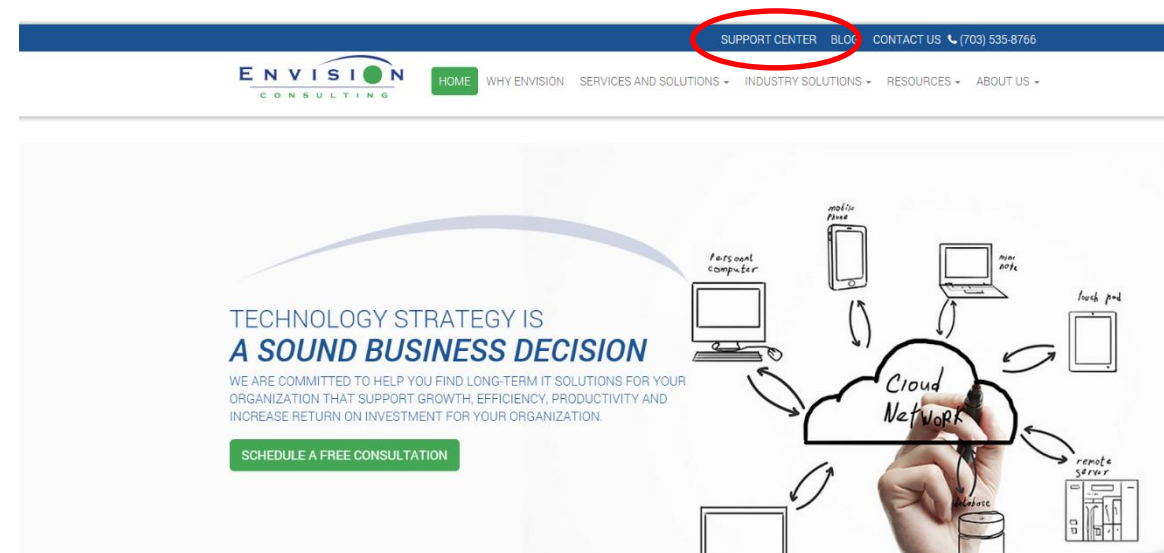 SUPPORT CENTER BLOG CONTACT US (703) 535-8766
ENVISION
CONSULTING
HOME WHY ENVISION SERVICES AND SOLUTIONS INDUSTRY SOLUTIONS RESOURCES ABOUT US
mobile
Phone
Personal
computer
mini
note
touch pad
TECHNOLOGY STRATEGY IS
A SOUND BUSINESS DECISION
WE ARE COMMITTED TO HELP YOU FIND LONG-TERM IT SOLUTIONS FOR YOUR
ORGANIZATION THAT SUPPORT GROWTH, EFFICIENCY, PRODUCTIVITY AND
INCREASE RETURN ON INVESTMENT FOR YOUR ORGANIZATION.
SCHEDULE A FREE CONSULTATION
Cloud
Network
remote
server
database